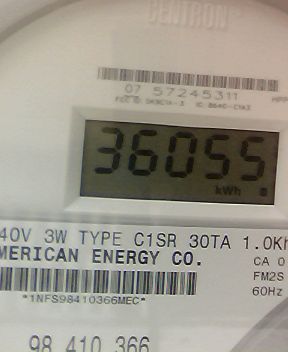 CENTRON
07 57245311
36055
kWh
40V 3W TYPE C1SR 30TA 1.0Kh
MERICAN ENERGY CO.
CA 0
FM2S
*1NFS98410366MEC*
60Hz
98 410 366